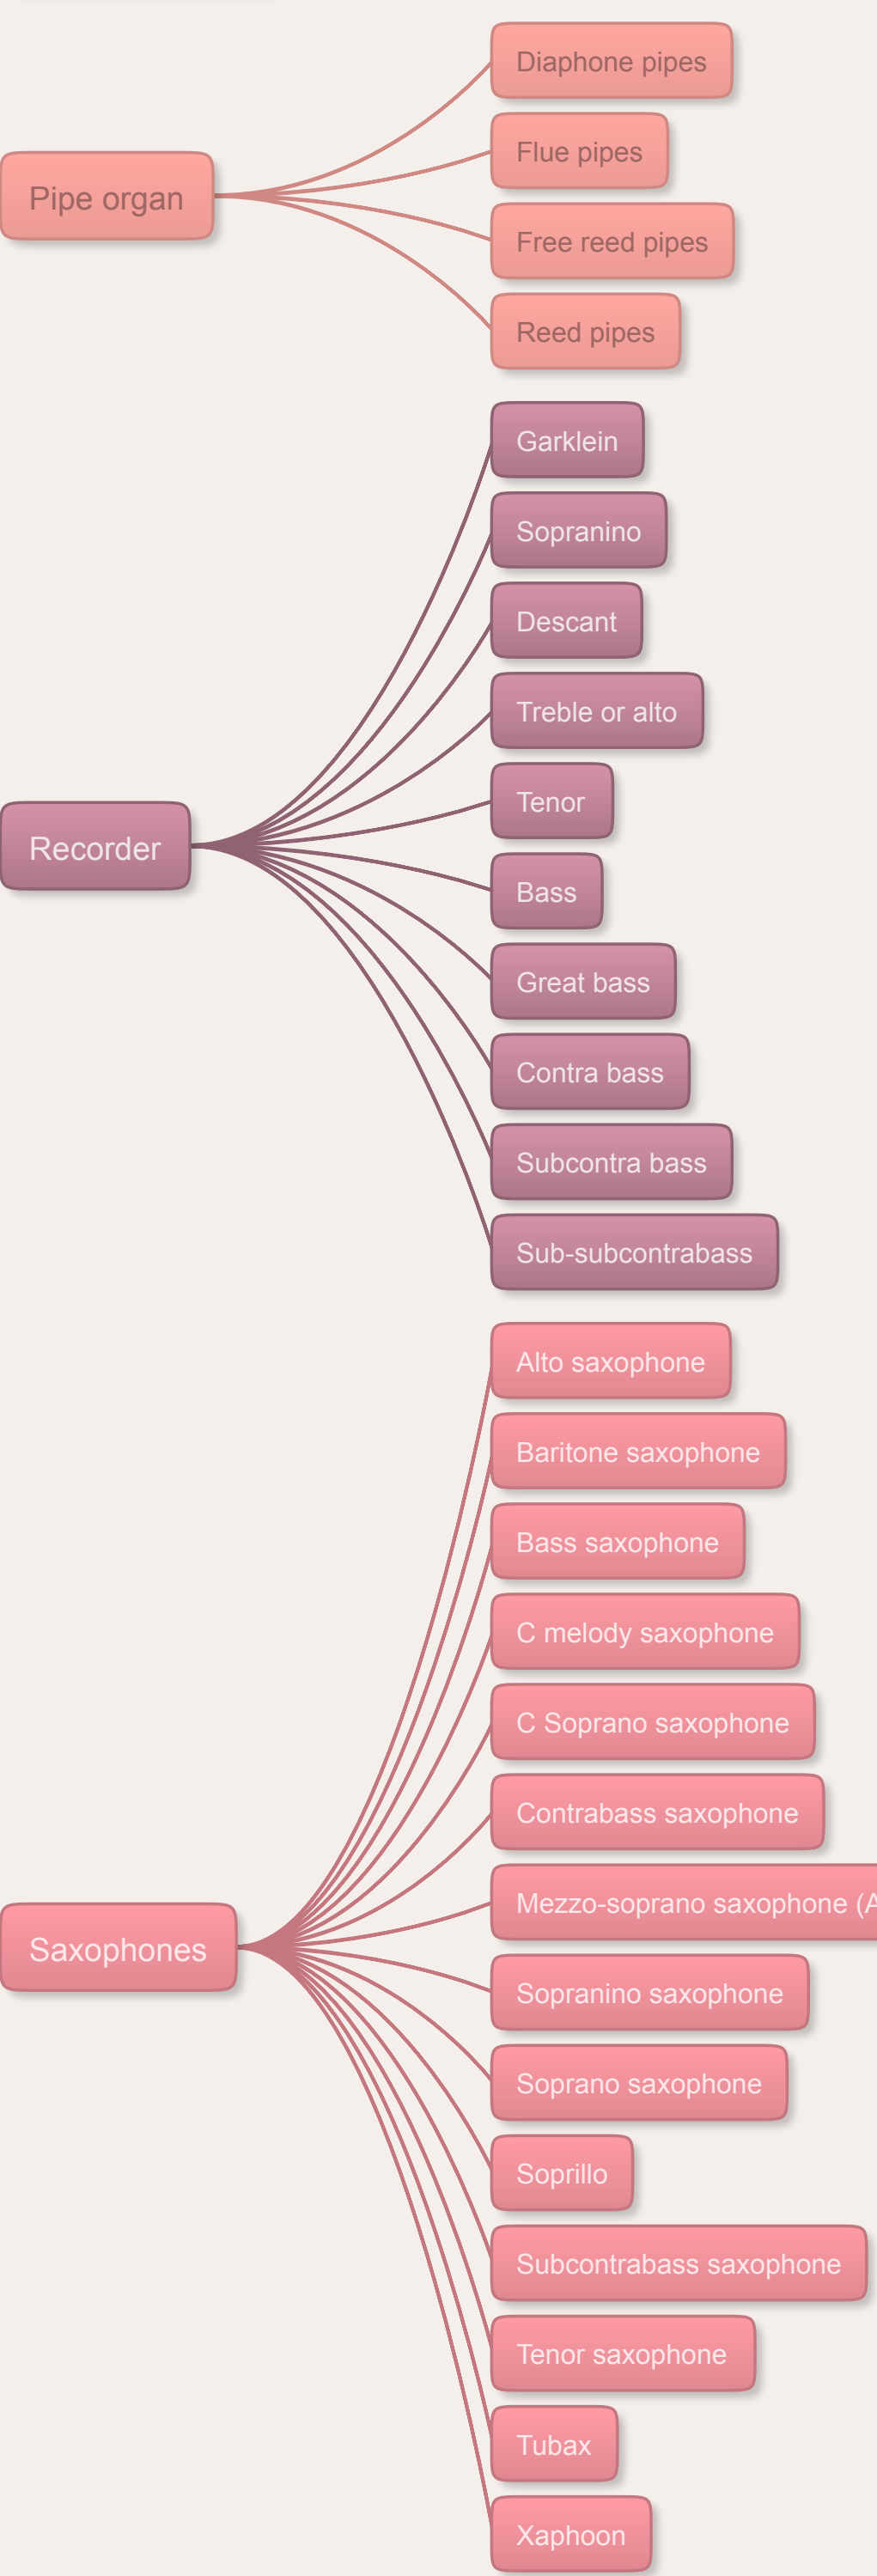 Diaphone pipes
Flue pipes
Pipe organ
Free reed pipes
Reed pipes
Garklein
Sopranino
Descant
Treble or alto
Tenor
Recorder
Bass
Great bass
Contra bass
Subcontra bass
Sub-subcontrabass
Alto saxophone
Baritone saxophone
Bass saxophone
C melody saxophone
C Soprano saxophone
Contrabass saxophone
Mezzo-soprano saxophone (
Saxophones
Sopranino saxophone
Soprano saxophone
Soprillo
Subcontrabass saxophone
Tenor saxophone
Tubax
Xaphoon